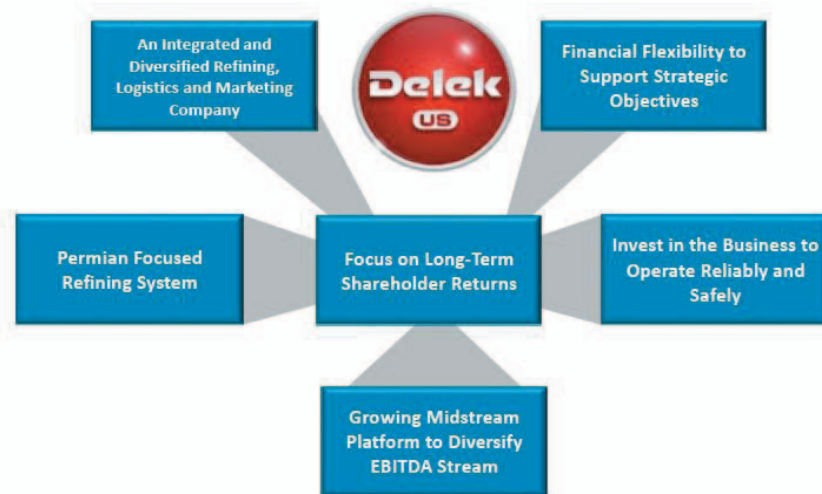 An Integrated and
Diversified Refining,
Logistics and Marketing
Company
Delek
US
Financial Flexibility to
Support Strategic
Objectives
Permian Focused
Refining System
Focus on Long-Term
Shareholder Returns
Invest in the Business to
Operate Reliably and
Safely
Growing Midstream
Platform to Diversify
EBITDA Stream